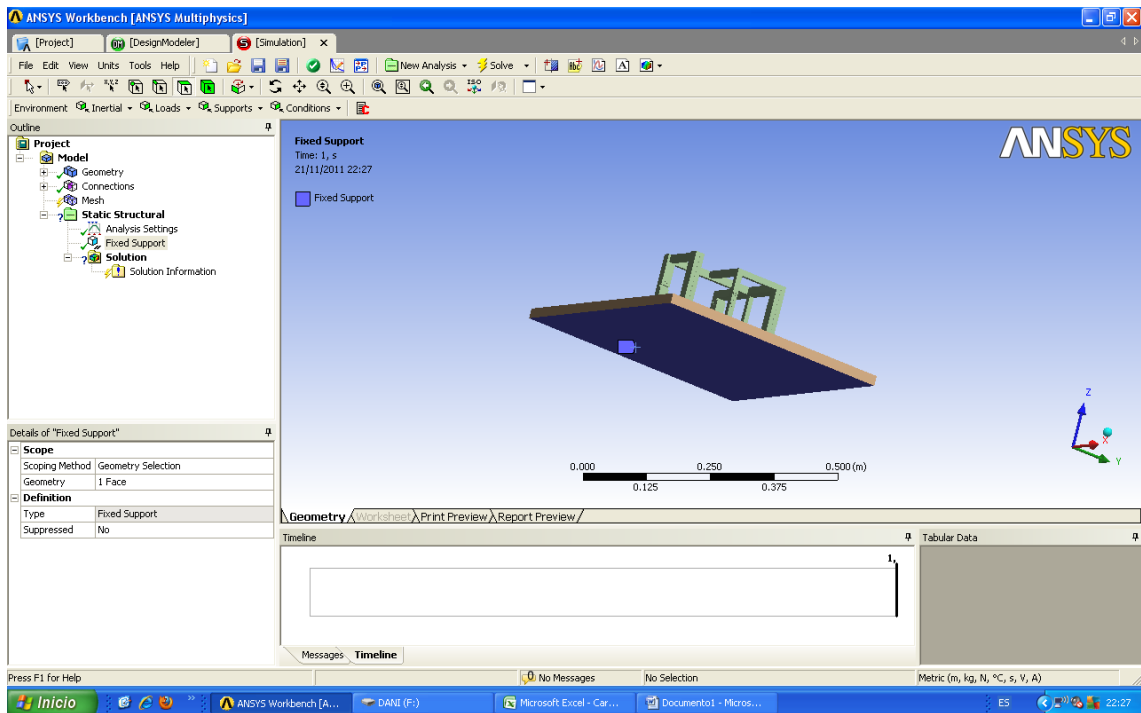 ANSYS Workbench [ANSYS Multiphysics]
[Project] [DesignModeler] [Simulation]
File Edit View Units Tools Help New Analysis Solve
Environment Inertial Loads Supports Conditions
Outline
Project
Model
Geometry
Connections
Mesh
Static Structural
Analysis Settings
Fixed Support
Solution
Solution Information
Details of "Fixed Support"
Scope
Scoping Method Geometry Selection
Geometry 1 Face
Definition
Type Fixed Support
Suppressed No
Fixed Support
Time: 1, s
21/11/2011 22:27
Fixed Support
ANSYS
Z
X
Y
0.000 0.250 0.500 (m)
0.125 0.375
Geometry Worksheet Print Preview Report Preview
Timeline
1,
Messages Timeline
Tabular Data
Press F1 for Help No Messages No Selection Metric (m, kg, N, °C, s, V, A)
Inicio ANSYS Workbench [A... DANI (F:) Microsoft Excel - Car... Documento1 - Micros... ES 22:27